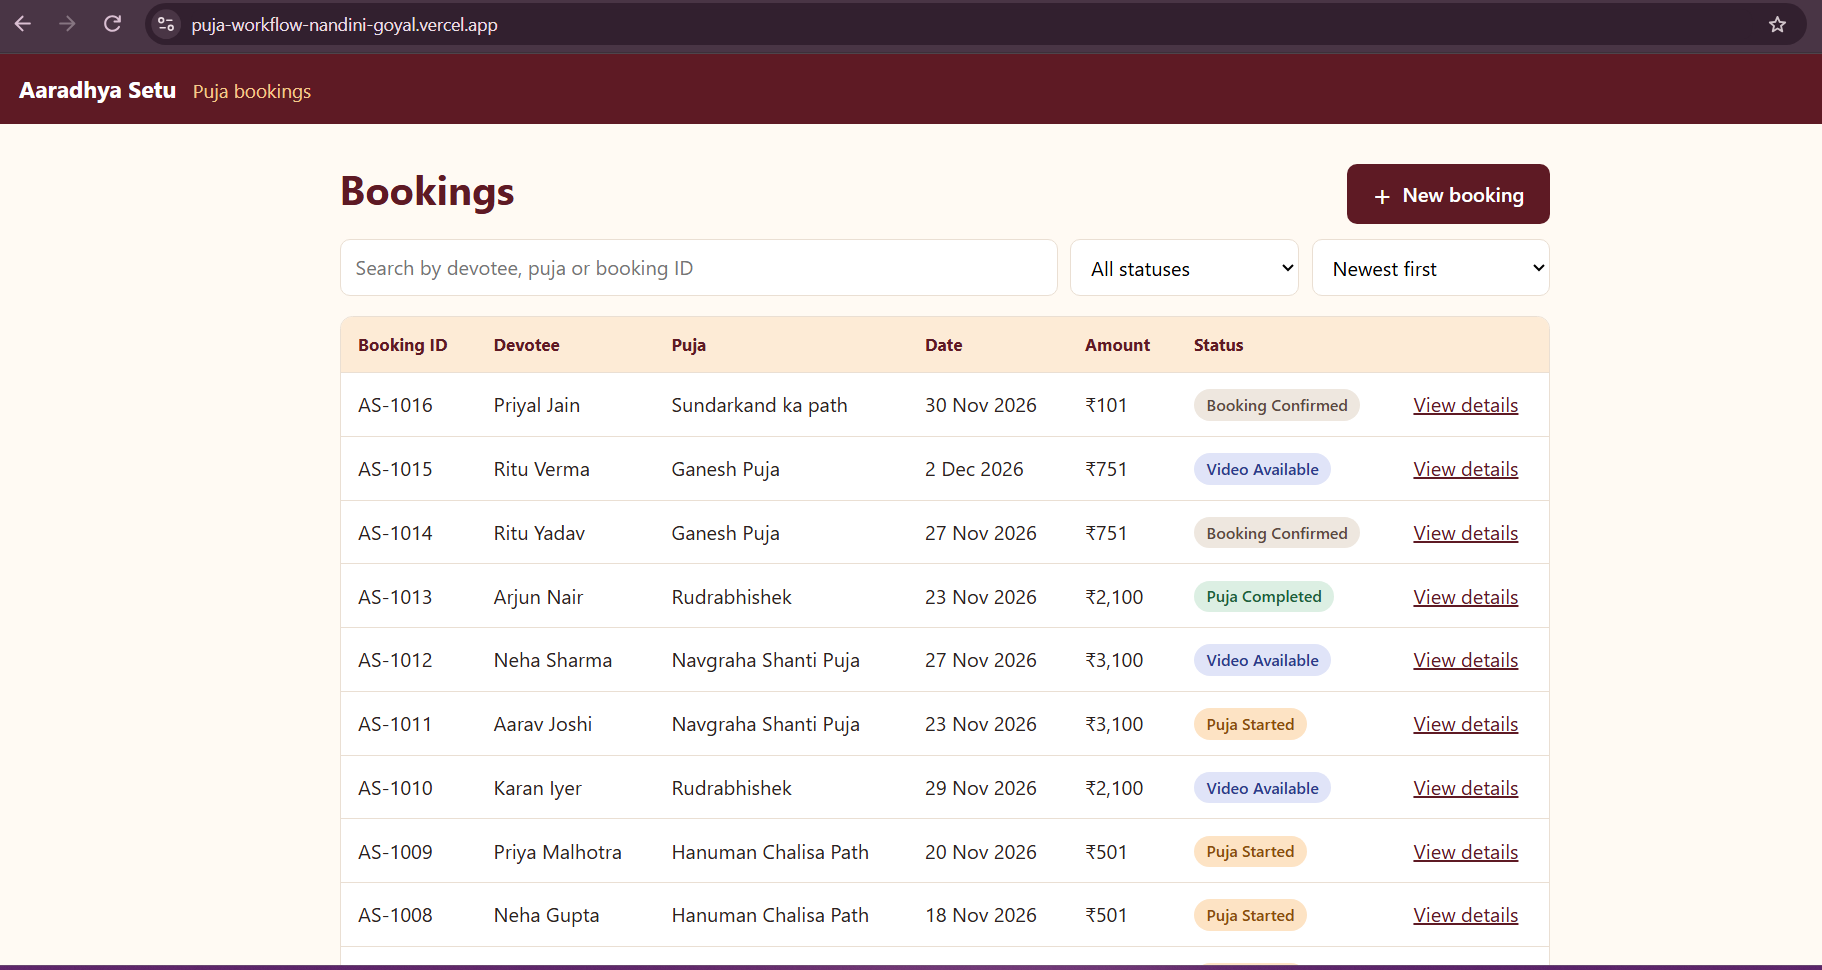 puja-workflow-nandini-goyal.vercel.app
Aaradhya Setu Puja bookings
Bookings
+ New booking
Search by devotee, puja or booking ID All statuses Newest first
Booking ID Devotee Puja Date Amount Status
AS-1016 Priyal Jain Sundarkand ka path 30 Nov 2026 ₹101 Booking Confirmed View details
AS-1015 Ritu Verma Ganesh Puja 2 Dec 2026 ₹751 Video Available View details
AS-1014 Ritu Yadav Ganesh Puja 27 Nov 2026 ₹751 Booking Confirmed View details
AS-1013 Arjun Nair Rudrabhishek 23 Nov 2026 ₹2,100 Puja Completed View details
AS-1012 Neha Sharma Navgraha Shanti Puja 27 Nov 2026 ₹3,100 Video Available View details
AS-1011 Aarav Joshi Navgraha Shanti Puja 23 Nov 2026 ₹3,100 Puja Started View details
AS-1010 Karan Iyer Rudrabhishek 29 Nov 2026 ₹2,100 Video Available View details
AS-1009 Priya Malhotra Hanuman Chalisa Path 20 Nov 2026 ₹501 Puja Started View details
AS-1008 Neha Gupta Hanuman Chalisa Path 18 Nov 2026 ₹501 Puja Started View details